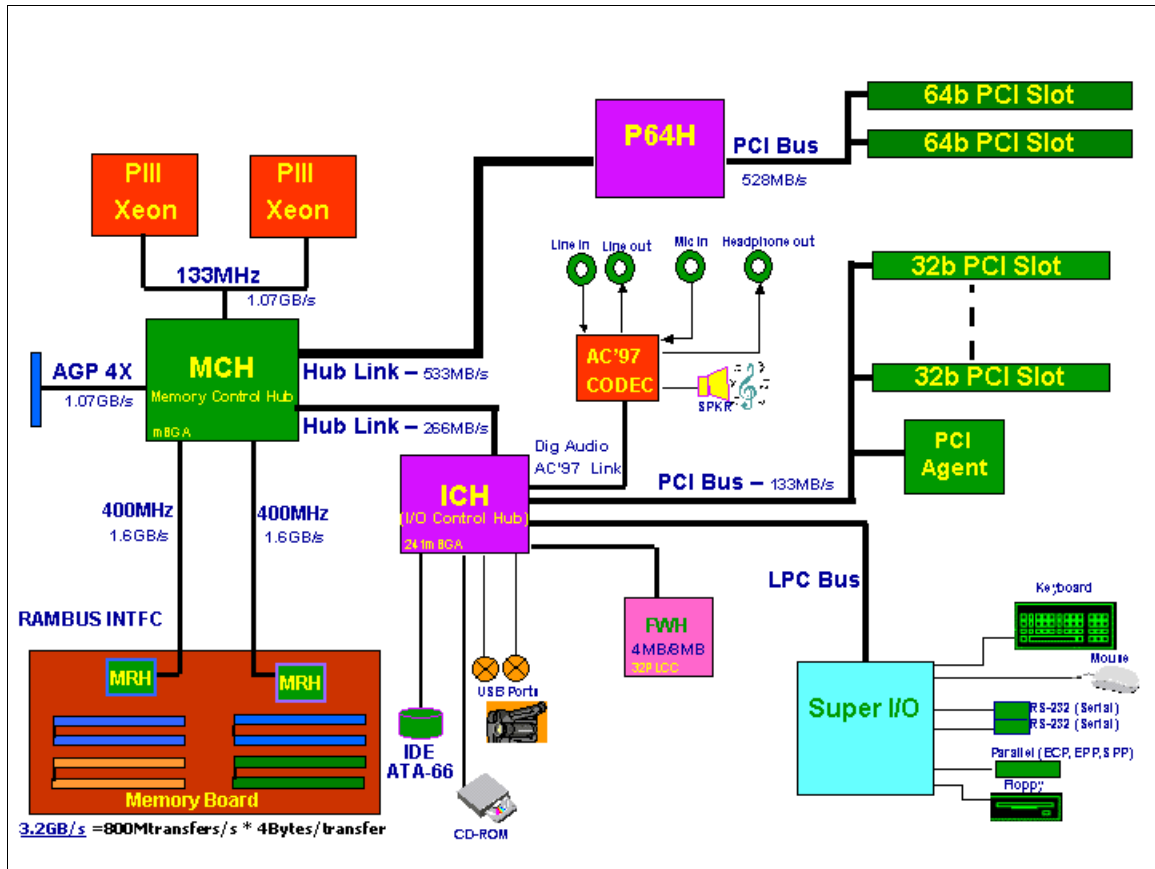 64b PCI Slot
P64H
64b PCI Slot
PCI Bus
528MB/s
PIII
Xeon
PIII
Xeon
Line in
Line out
Mic in
Headphone out
133MHz
1.07GB/s
32b PCI Slot
AGP 4X
1.07GB/s
MCH
Memory Control Hub
mBGA
Hub Link – 533MB/s
AC'97
CODEC
SPKR
32b PCI Slot
Hub Link – 266MB/s
Dig Audio
AC'97 Link
PCI Agent
PCI Bus – 133MB/s
ICH
(I/O Control Hub)
241mBGA
400MHz
1.6GB/s
400MHz
1.6GB/s
LPC Bus
RAMBUS INTFC
FWH
4MB/8MB
32PLCC
Keyboard
Mouse
MRH
MRH
USB Ports
Super I/O
RS-232 (Serial)
RS-232 (Serial)
Parallel (ECP, EPP, SPP)
Floppy
IDE
ATA-66
Memory Board
CD-ROM
3.2GB/s =800Mtransfers/s * 4Bytes/transfer